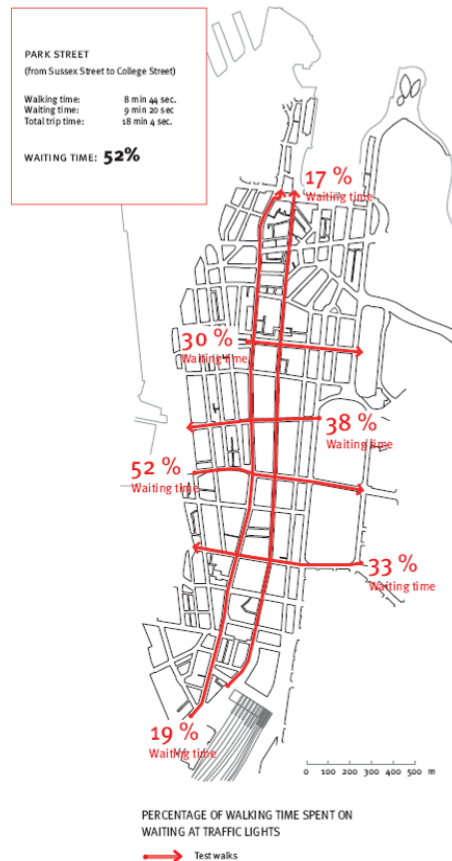 PARK STREET
(from Sussex Street to College Street)
Walking time: 8 min 44 sec.
Waiting time: 9 min 20 sec
Total trip time: 18 min 4 sec.
WAITING TIME: 52%
17 %
Waiting time
30 %
Waiting time
38 %
Waiting time
52 %
Waiting time
33 %
Waiting time
19 %
Waiting time
0 100 200 300 400 500 m
PERCENTAGE OF WALKING TIME SPENT ON
WAITING AT TRAFFIC LIGHTS
Test walks